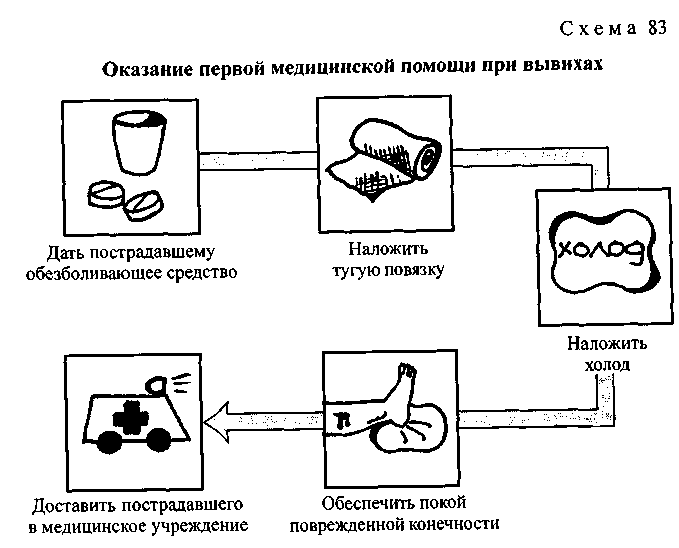 Схема 83
Оказание первой медицинской помощи при вывихах
Дать пострадавшему
обезболивающее средство
Наложить
тугую повязку
холод
Наложить
холод
Доставить пострадавшего
в медицинское учреждение
Обеспечить покой
поврежденной конечности